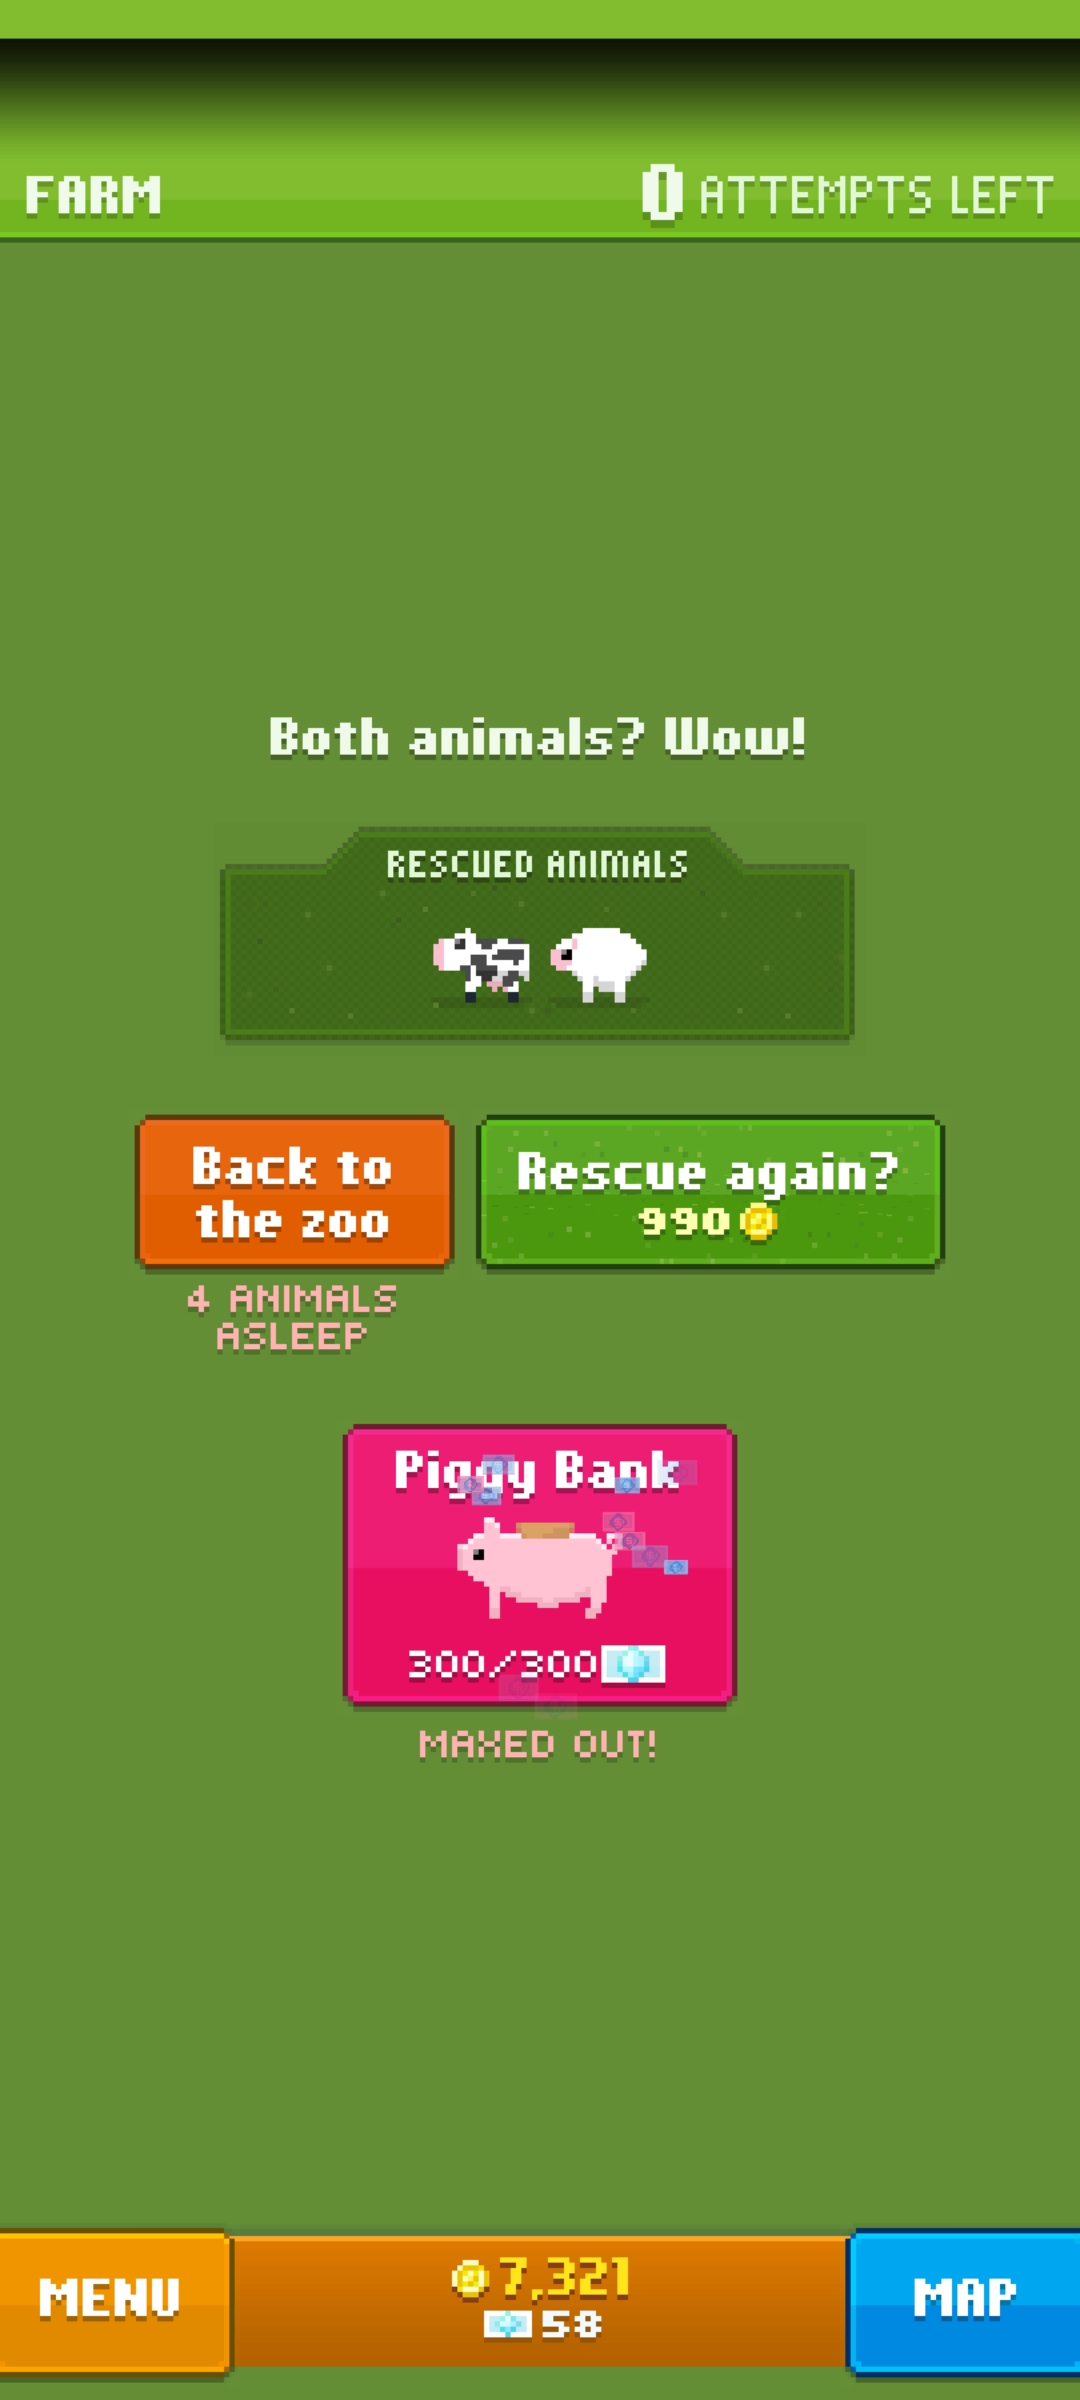 FARM
0 ATTEMPTS LEFT
Both animals? Wow!
RESCUED ANIMALS
Back to
the zoo
Rescue again?
990
4 ANIMALS
ASLEEP
Piggy Bank
300/300
MAXED OUT!
MENU
7,321
58
MAP